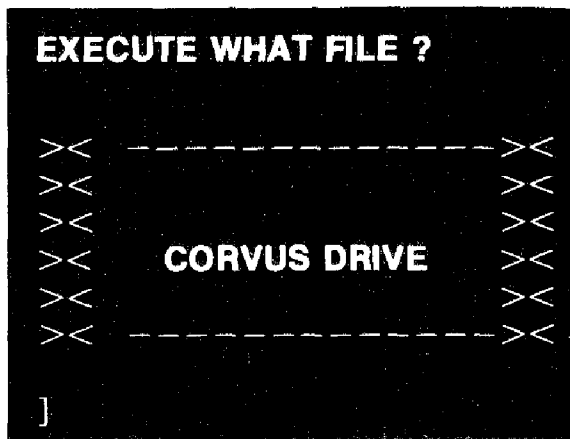 EXECUTE WHAT FILE ?
>< - - - - - - - - - - - - - ><
>< ><
>< ><
>< CORVUS DRIVE ><
>< ><
>< - - - - - - - - - - - - - ><
]